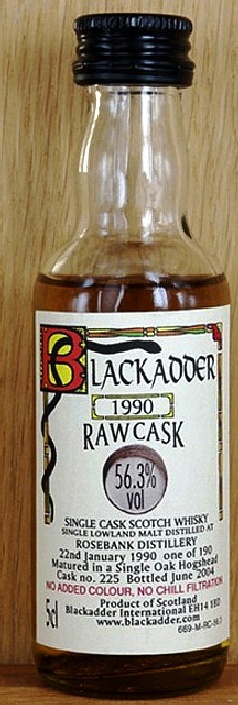 BLACKADDER
1990
RAW CASK
56.3%
vol
SINGLE CASK SCOTCH WHISKY
SINGLE LOWLAND MALT DISTILLED AT
ROSEBANK DISTILLERY
22nd January 1990 one of 190
Matured in a Single Oak Hogshead
Cask no. 225 Bottled June 2004
NO ADDED COLOUR, NO CHILL FILTRATION
Product of Scotland
5cl
Blackadder International EH14 1BD
www.blackadder.com